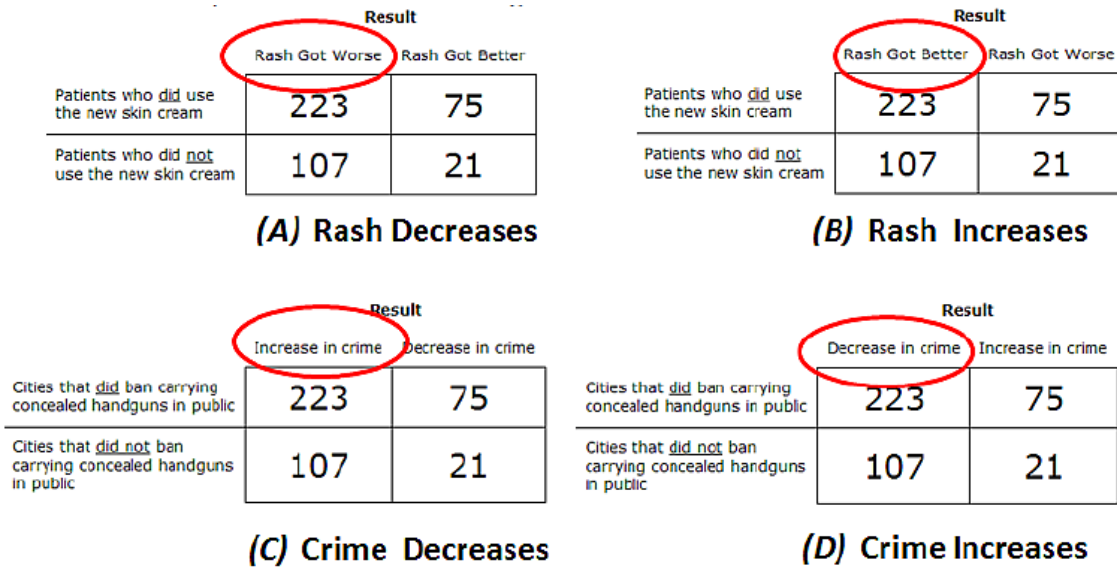 Result
Rash Got Worse Rash Got Better
Patients who did use
the new skin cream
223 75
Patients who did not
use the new skin cream
107 21
(A) Rash Decreases
Result
Rash Got Better Rash Got Worse
Patients who did use
the new skin cream
223 75
Patients who did not
use the new skin cream
107 21
(B) Rash Increases
Result
Increase in crime Decrease in crime
Cities that did ban carrying
concealed handguns in public
223 75
Cities that did not ban
carrying concealed handguns
in public
107 21
(C) Crime Decreases
Result
Decrease in crime Increase in crime
Cities that did ban carrying
concealed handguns in public
223 75
Cities that did not ban
carrying concealed handguns
in public
107 21
(D) Crime Increases